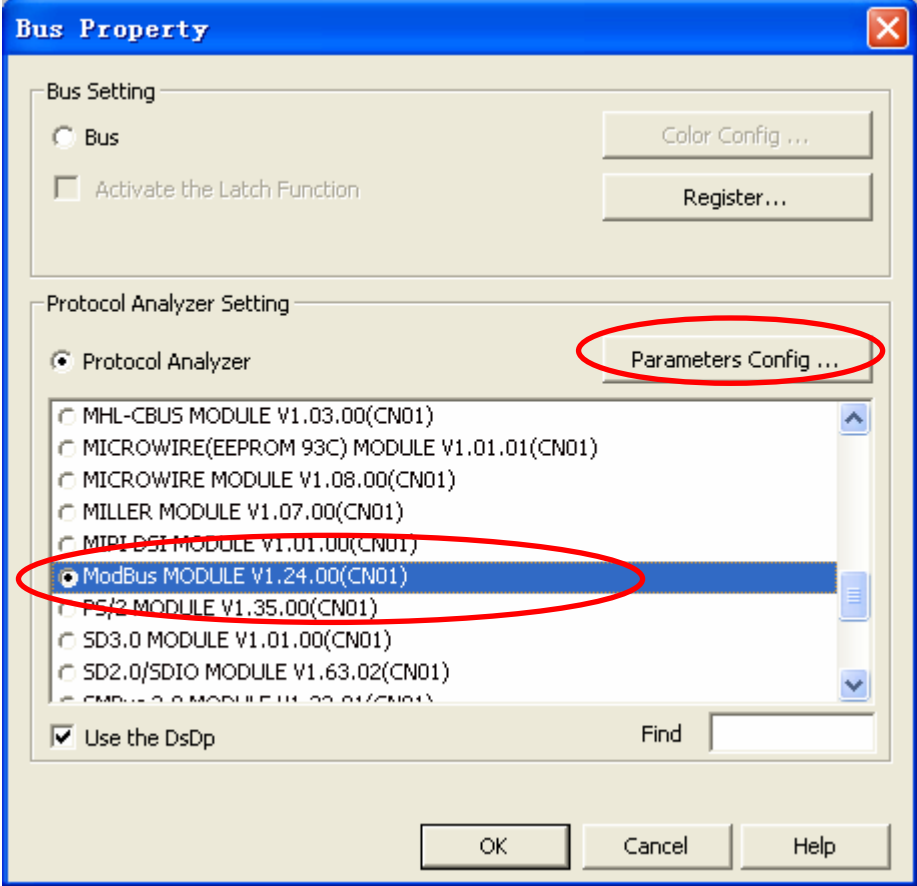 Bus Property
Bus Setting
Bus
Color Config ...
Activate the Latch Function
Register...
Protocol Analyzer Setting
Protocol Analyzer
Parameters Config ...
MHL-CBUS MODULE V1.03.00(CN01)
MICROWIRE(EEPROM 93C) MODULE V1.01.01(CN01)
MICROWIRE MODULE V1.08.00(CN01)
MILLER MODULE V1.07.00(CN01)
MIPI DSI MODULE V1.01.00(CN01)
ModBus MODULE V1.24.00(CN01)
PS/2 MODULE V1.35.00(CN01)
SD3.0 MODULE V1.01.00(CN01)
SD2.0/SDIO MODULE V1.63.02(CN01)
Use the DsDp
Find
OK
Cancel
Help